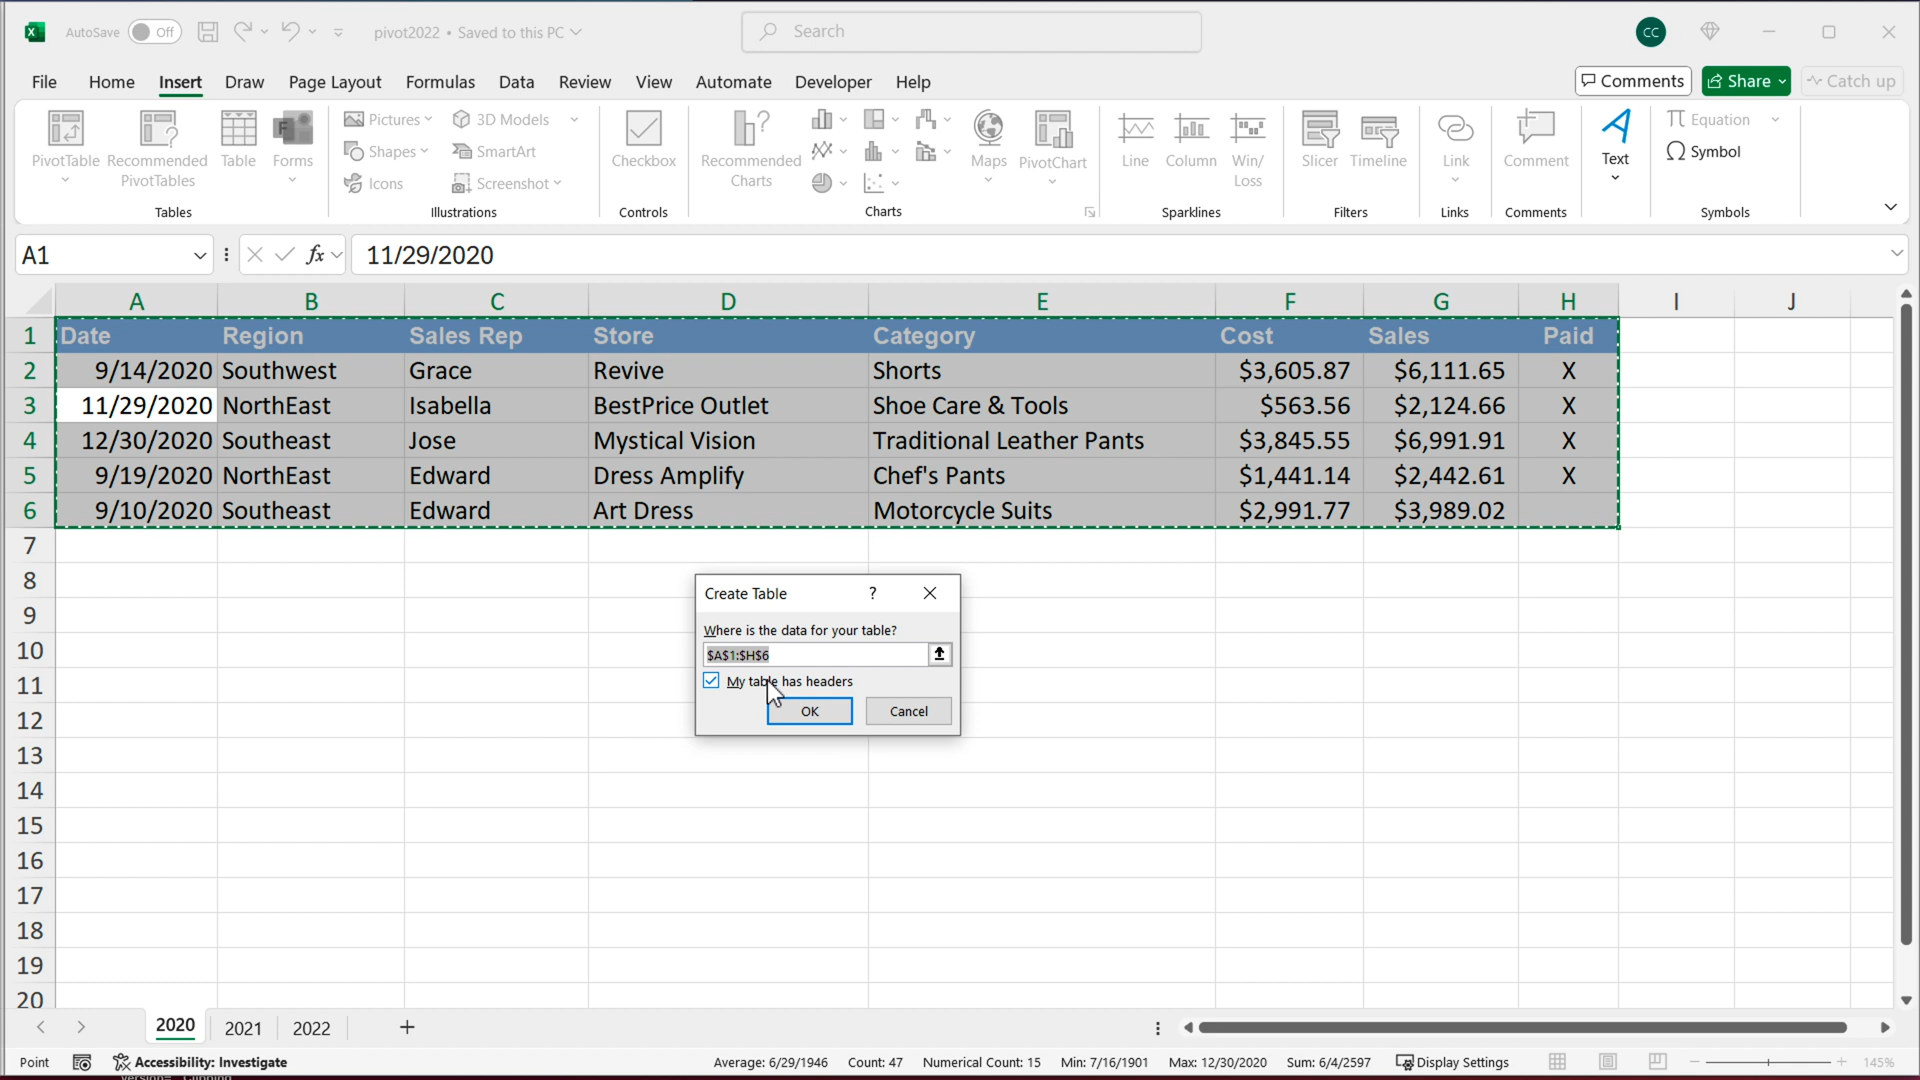 AutoSave Off pivot2022 • Saved to this PC Search CC
File Home Insert Draw Page Layout Formulas Data Review View Automate Developer Help Comments Share Catch up
PivotTable Recommended PivotTables Table Forms
Tables
Pictures 3D Models
Shapes SmartArt
Icons Screenshot
Illustrations
Checkbox
Controls
Recommended Charts Maps PivotChart
Charts
Line Column Win/Loss
Sparklines
Slicer Timeline
Filters
Link
Links
Comment
Comments
Text
Equation
Symbol
Symbols
A1 fx 11/29/2020
A B C D E F G H I J
1 Date Region Sales Rep Store Category Cost Sales Paid
2 9/14/2020 Southwest Grace Revive Shorts $3,605.87 $6,111.65 X
3 11/29/2020 NorthEast Isabella BestPrice Outlet Shoe Care & Tools $563.56 $2,124.66 X
4 12/30/2020 Southeast Jose Mystical Vision Traditional Leather Pants $3,845.55 $6,991.91 X
5 9/19/2020 NorthEast Edward Dress Amplify Chef's Pants $1,441.14 $2,442.61 X
6 9/10/2020 Southeast Edward Art Dress Motorcycle Suits $2,991.77 $3,989.02
7
8
9
10
11
12
13
14
15
16
17
18
19
20
Create Table ?
Where is the data for your table?
$A$1:$H$6
My table has headers
OK Cancel
2020 2021 2022 +
Point Accessibility: Investigate Average: 6/29/1946 Count: 47 Numerical Count: 15 Min: 7/16/1901 Max: 12/30/2020 Sum: 6/4/2597 Display Settings 145%